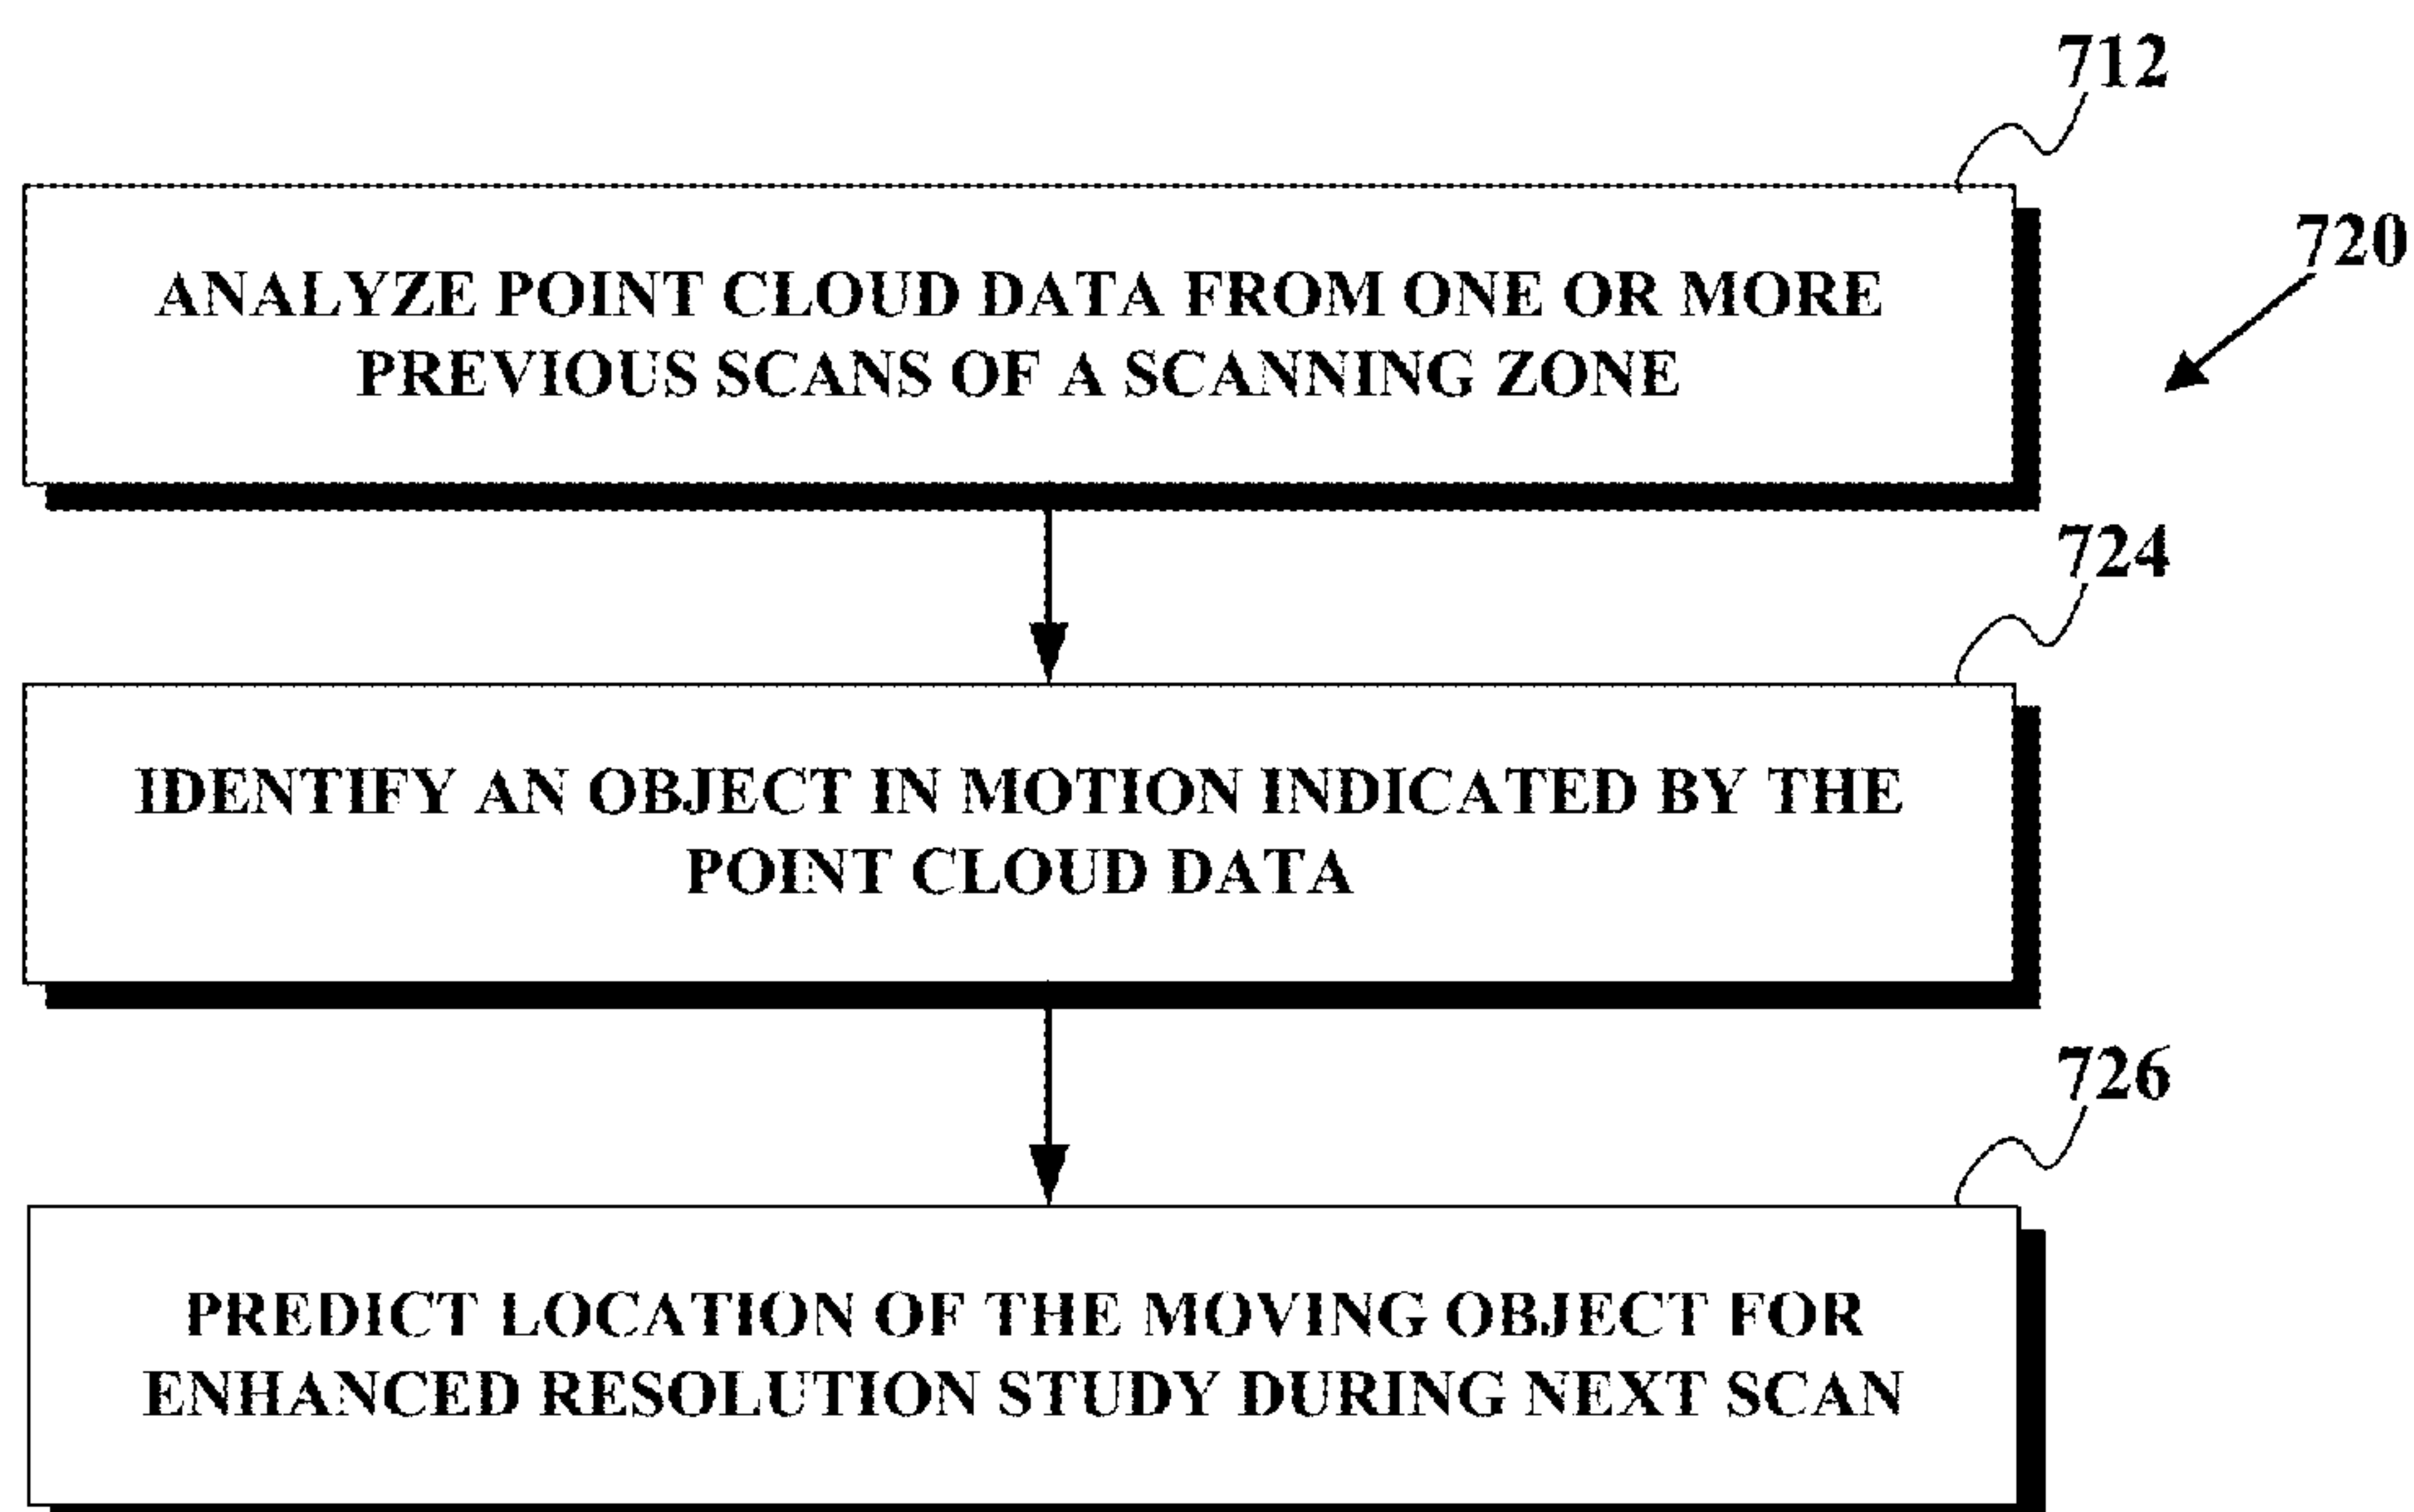 712
720
ANALYZE POINT CLOUD DATA FROM ONE OR MORE
PREVIOUS SCANS OF A SCANNING ZONE
724
IDENTIFY AN OBJECT IN MOTION INDICATED BY THE
POINT CLOUD DATA
726
PREDICT LOCATION OF THE MOVING OBJECT FOR
ENHANCED RESOLUTION STUDY DURING NEXT SCAN